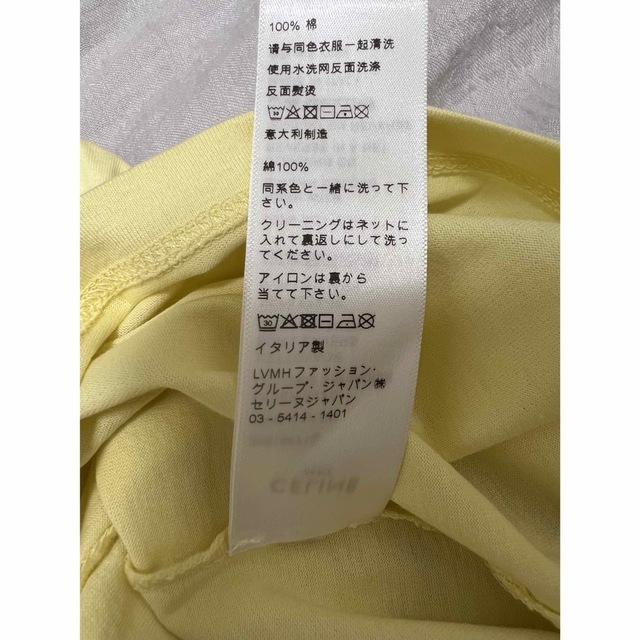 100% 棉
请与同色衣服一起清洗
使用水洗网反面洗涤
反面熨烫
意大利制造
綿100%
同系色と一緒に洗って下
さい。
クリーニングはネットに
入れて裏返しにして洗っ
てください。
アイロンは裏から
当てて下さい。
30
イタリア製
LVMHファッション・
グループ・ジャパン㈱
セリーヌジャパン
03 - 5414 - 1401
CELINE